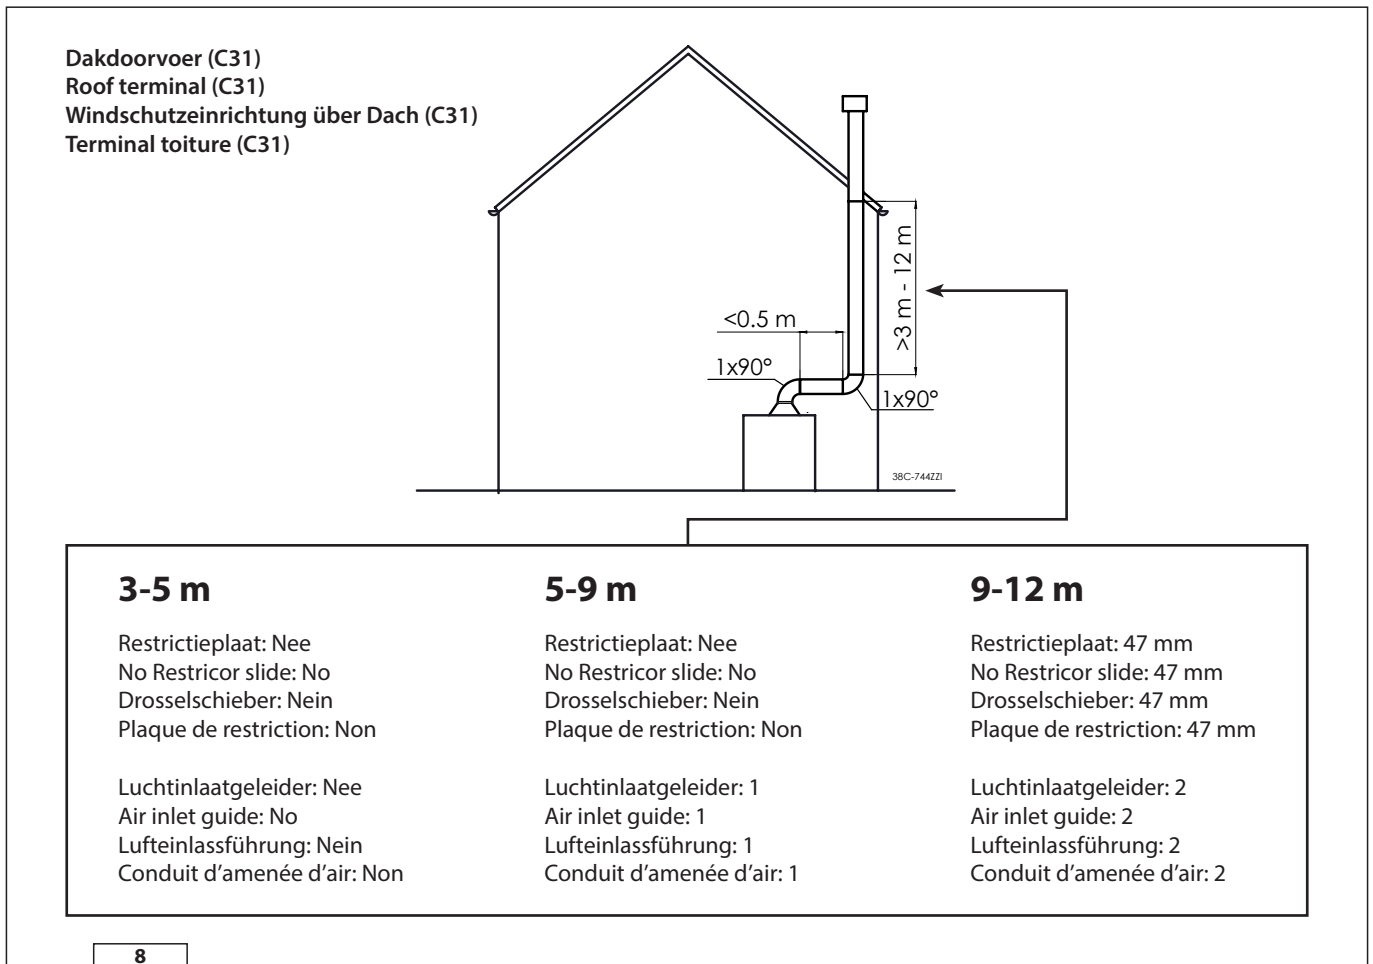 Dakdoorvoer (C31)
Roof terminal (C31)
Windschutzeinrichtung über Dach (C31)
Terminal toiture (C31)
>3 m - 12 m
<0.5 m
1x90°
1x90°
38C-744ZZI
3-5 m
Restrictieplaat: Nee
No Restricor slide: No
Drosselschieber: Nein
Plaque de restriction: Non
Luchtinlaatgeleider: Nee
Air inlet guide: No
Lufteinlassführung: Nein
Conduit d’amenée d’air: Non
5-9 m
Restrictieplaat: Nee
No Restricor slide: No
Drosselschieber: Nein
Plaque de restriction: Non
Luchtinlaatgeleider: 1
Air inlet guide: 1
Lufteinlassführung: 1
Conduit d’amenée d’air: 1
9-12 m
Restrictieplaat: 47 mm
No Restricor slide: 47 mm
Drosselschieber: 47 mm
Plaque de restriction: 47 mm
Luchtinlaatgeleider: 2
Air inlet guide: 2
Lufteinlassführung: 2
Conduit d’amenée d’air: 2
8